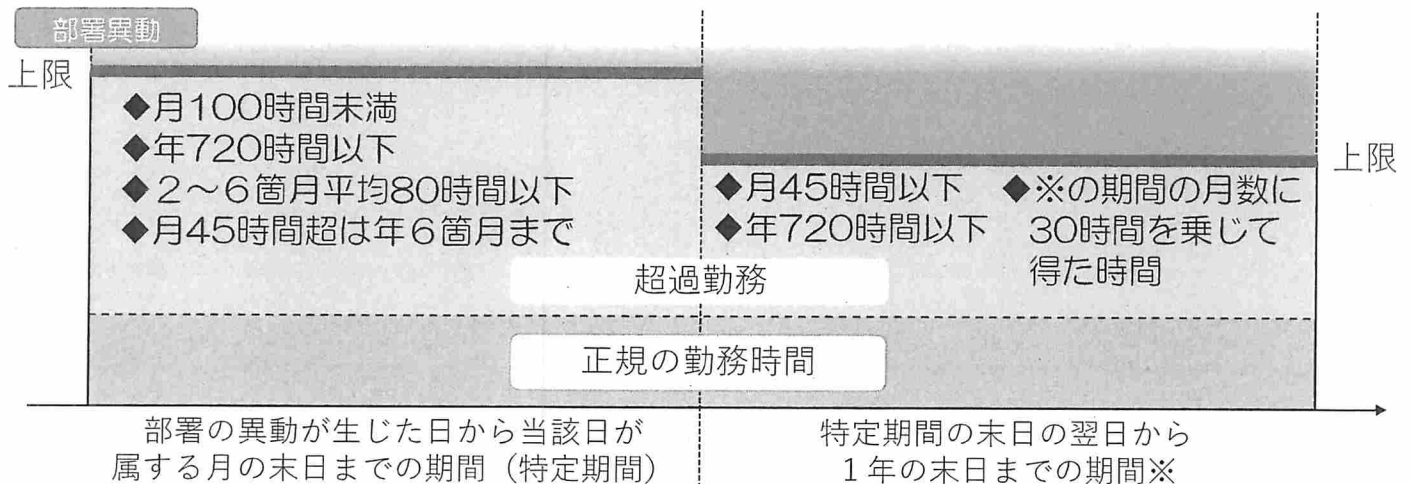 部署異動
上限
◆月100時間未満
◆年720時間以下
◆2～6箇月平均80時間以下
◆月45時間超は年6箇月まで
上限
◆月45時間以下
◆年720時間以下
◆※の期間の月数に
30時間を乗じて
得た時間
超過勤務
正規の勤務時間
部署の異動が生じた日から当該日が
属する月の末日までの期間（特定期間）
特定期間の末日の翌日から
1年の末日までの期間※